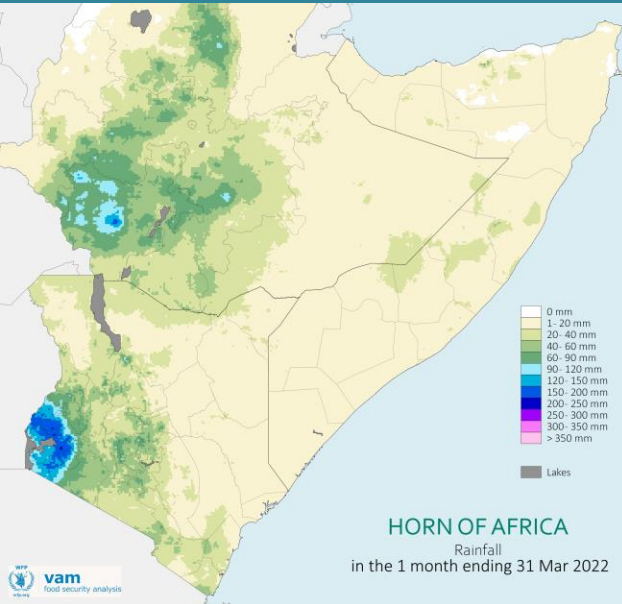 0 mm
1- 20 mm
20- 40 mm
40- 60 mm
60- 90 mm
90- 120 mm
120- 150 mm
150- 200 mm
200- 250 mm
250- 300 mm
300- 350 mm
> 350 mm
Lakes
HORN OF AFRICA
Rainfall
in the 1 month ending 31 Mar 2022
WFP
wfp.org
vam
food security analysis